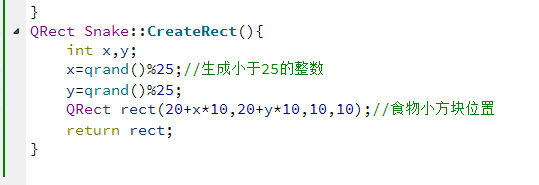 }
QRect Snake::CreateRect(){
    int x,y;
    x=qrand()%25;//生成小于25的整数
    y=qrand()%25;
    QRect rect(20+x*10,20+y*10,10,10);//食物小方块位置
    return rect;
}